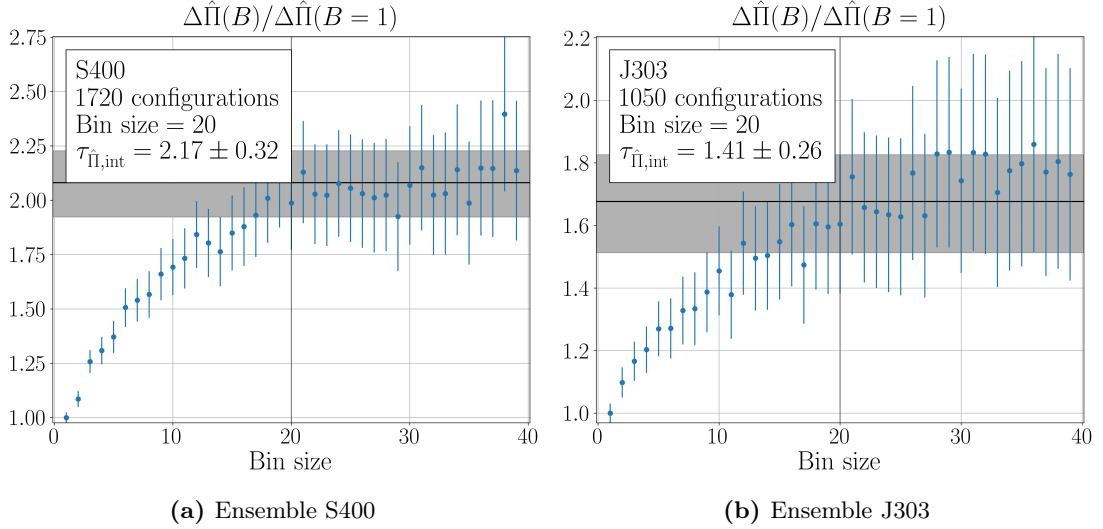 ΔΠ̂(B)/ΔΠ̂(B = 1)
2.75
2.50
2.25
2.00
1.75
1.50
1.25
1.00
S400
1720 configurations
Bin size = 20
τ_Π̂,int = 2.17 ± 0.32
0 10 20 30 40
Bin size
(a) Ensemble S400
ΔΠ̂(B)/ΔΠ̂(B = 1)
2.2
2.0
1.8
1.6
1.4
1.2
1.0
J303
1050 configurations
Bin size = 20
τ_Π̂,int = 1.41 ± 0.26
0 10 20 30 40
Bin size
(b) Ensemble J303